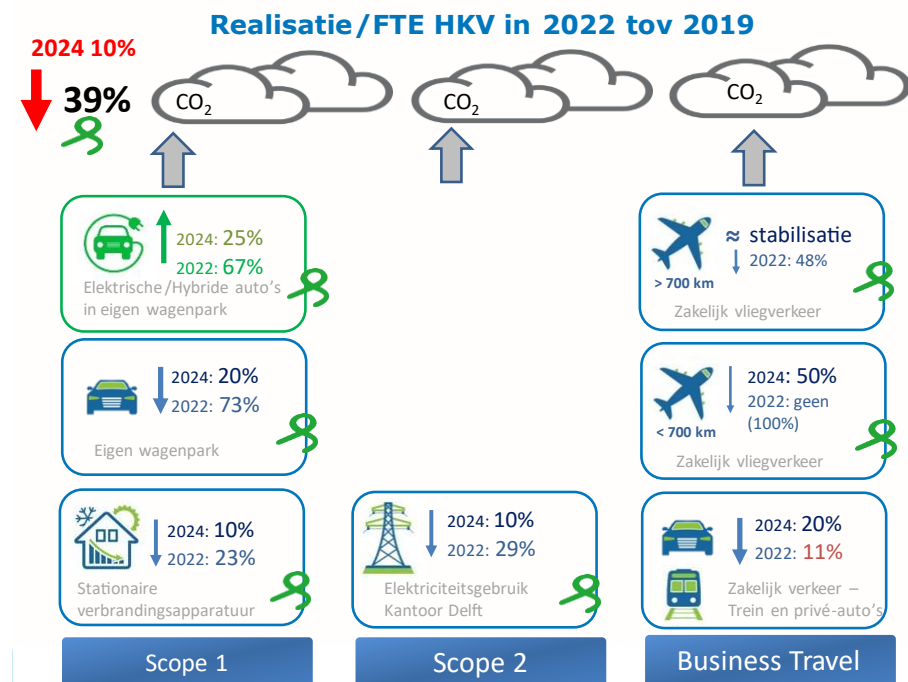 Realisatie/FTE HKV in 2022 tov 2019
2024 10%
39%
CO₂
CO₂
CO₂
2024: 25%
2022: 67%
Elektrische/Hybride auto's
in eigen wagenpark
2024: 20%
2022: 73%
Eigen wagenpark
2024: 10%
2022: 23%
Stationaire
verbrandingsapparatuur
Scope 1
2024: 10%
2022: 29%
Elektriciteitsgebruik
Kantoor Delft
Scope 2
≈ stabilisatie
2022: 48%
> 700 km
Zakelijk vliegverkeer
2024: 50%
2022: geen
(100%)
< 700 km
Zakelijk vliegverkeer
2024: 20%
2022: 11%
Zakelijk verkeer –
Trein en privé-auto's
Business Travel